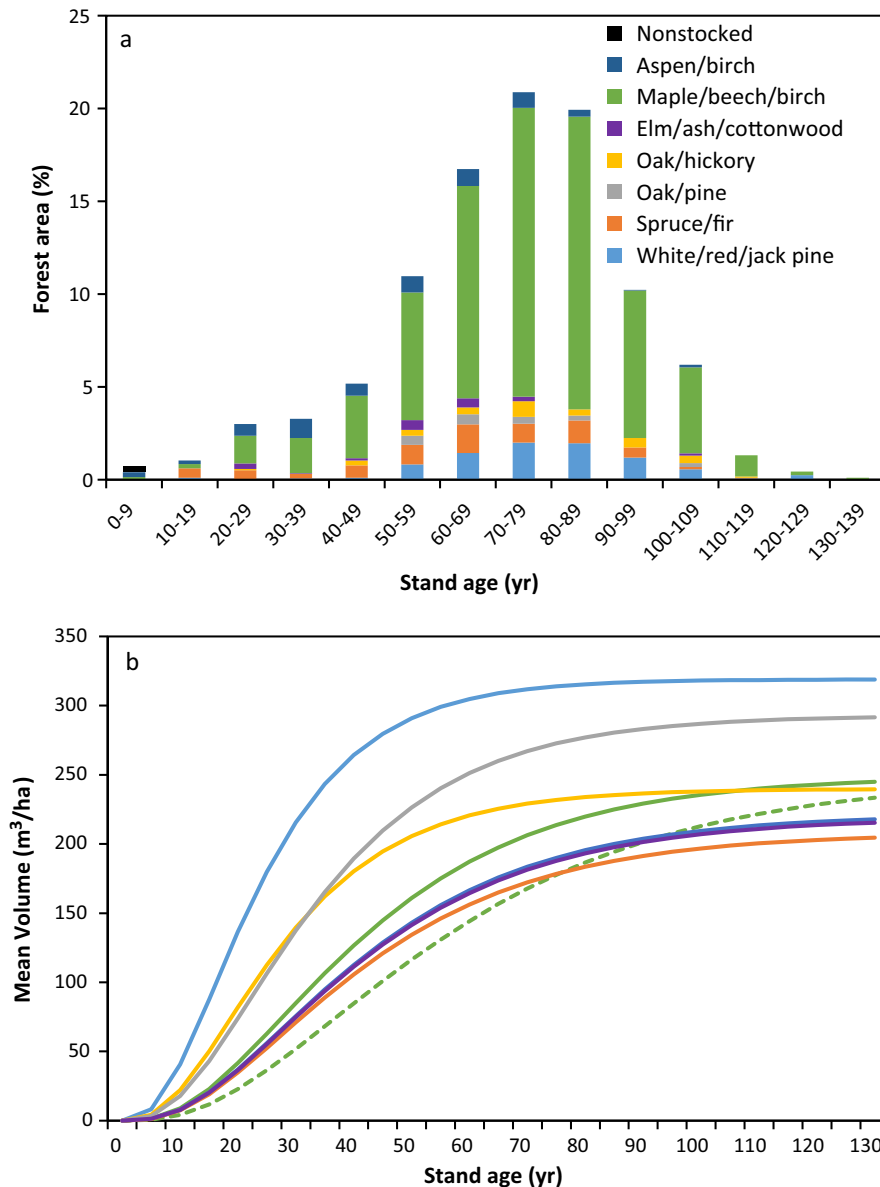 a
25
20
15
10
5
0
Forest area (%)
Nonstocked
Aspen/birch
Maple/beech/birch
Elm/ash/cottonwood
Oak/hickory
Oak/pine
Spruce/fir
White/red/jack pine
0-9
10-19
20-29
30-39
40-49
50-59
60-69
70-79
80-89
90-99
100-109
110-119
120-129
130-139
Stand age (yr)
b
350
300
250
200
150
100
50
0
Mean Volume (m³/ha)
0 10 20 30 40 50 60 70 80 90 100 110 120 130
Stand age (yr)